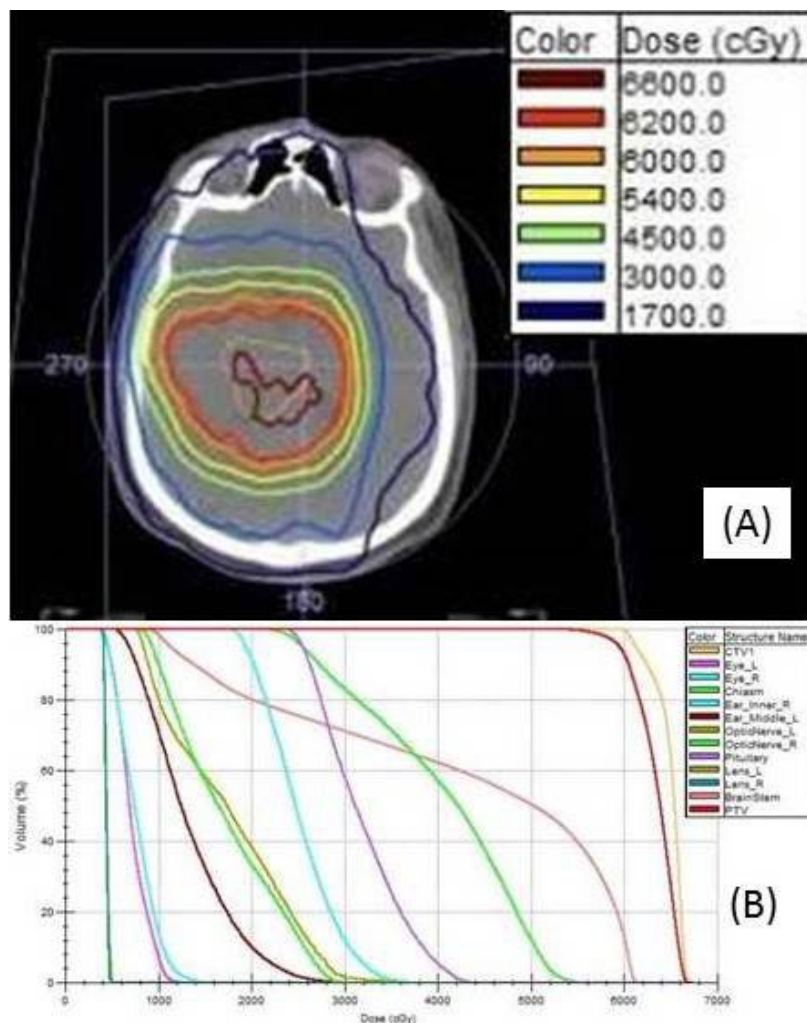 Color Dose (cGy)
6600.0
6200.0
6000.0
5400.0
4500.0
3000.0
1700.0
270
90
180
(A)
100
80
60
40
20
0
Volume (%)
0 1000 2000 3000 4000 5000 6000 7000
Dose (cGy)
Color Structure Name
CTV1
Eye_L
Eye_R
Chiasm
Ear_Inner_R
Ear_Middle_L
OpticNerve_L
OpticNerve_R
Pituitary
Lens_L
Lens_R
BrainStem
PTV
(B)